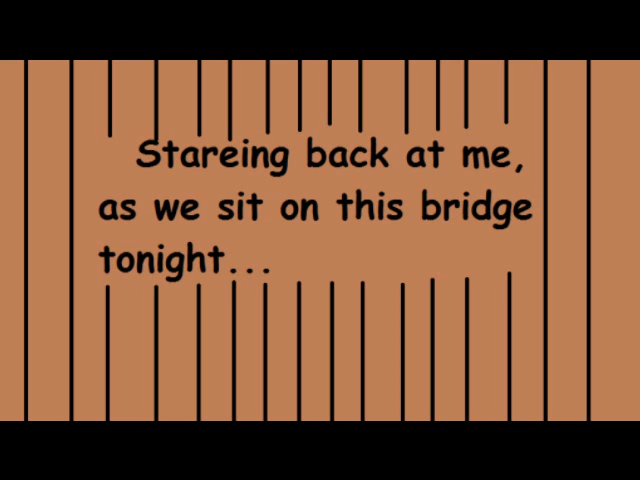 Stareing back at me,
as we sit on this bridge
tonight...